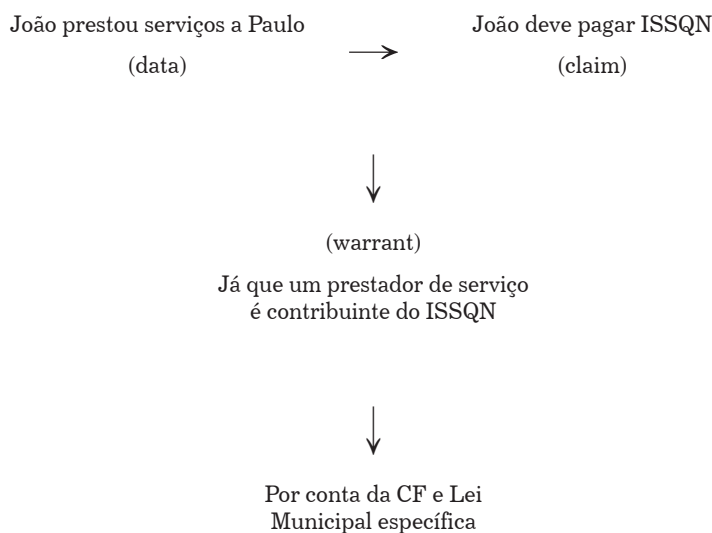 João prestou serviços a Paulo
(data)
João deve pagar ISSQN
(claim)
(warrant)
Já que um prestador de serviço
é contribuinte do ISSQN
Por conta da CF e Lei
Municipal específica